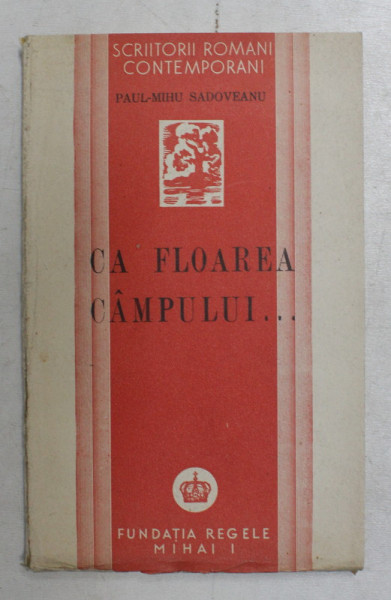 SCRIITORII ROMANI
CONTEMPORANI
PAUL-MIHU SADOVEANU
CA FLOAREA
CÂMPULUI...
FUNDAȚIA REGELE
MIHAI I